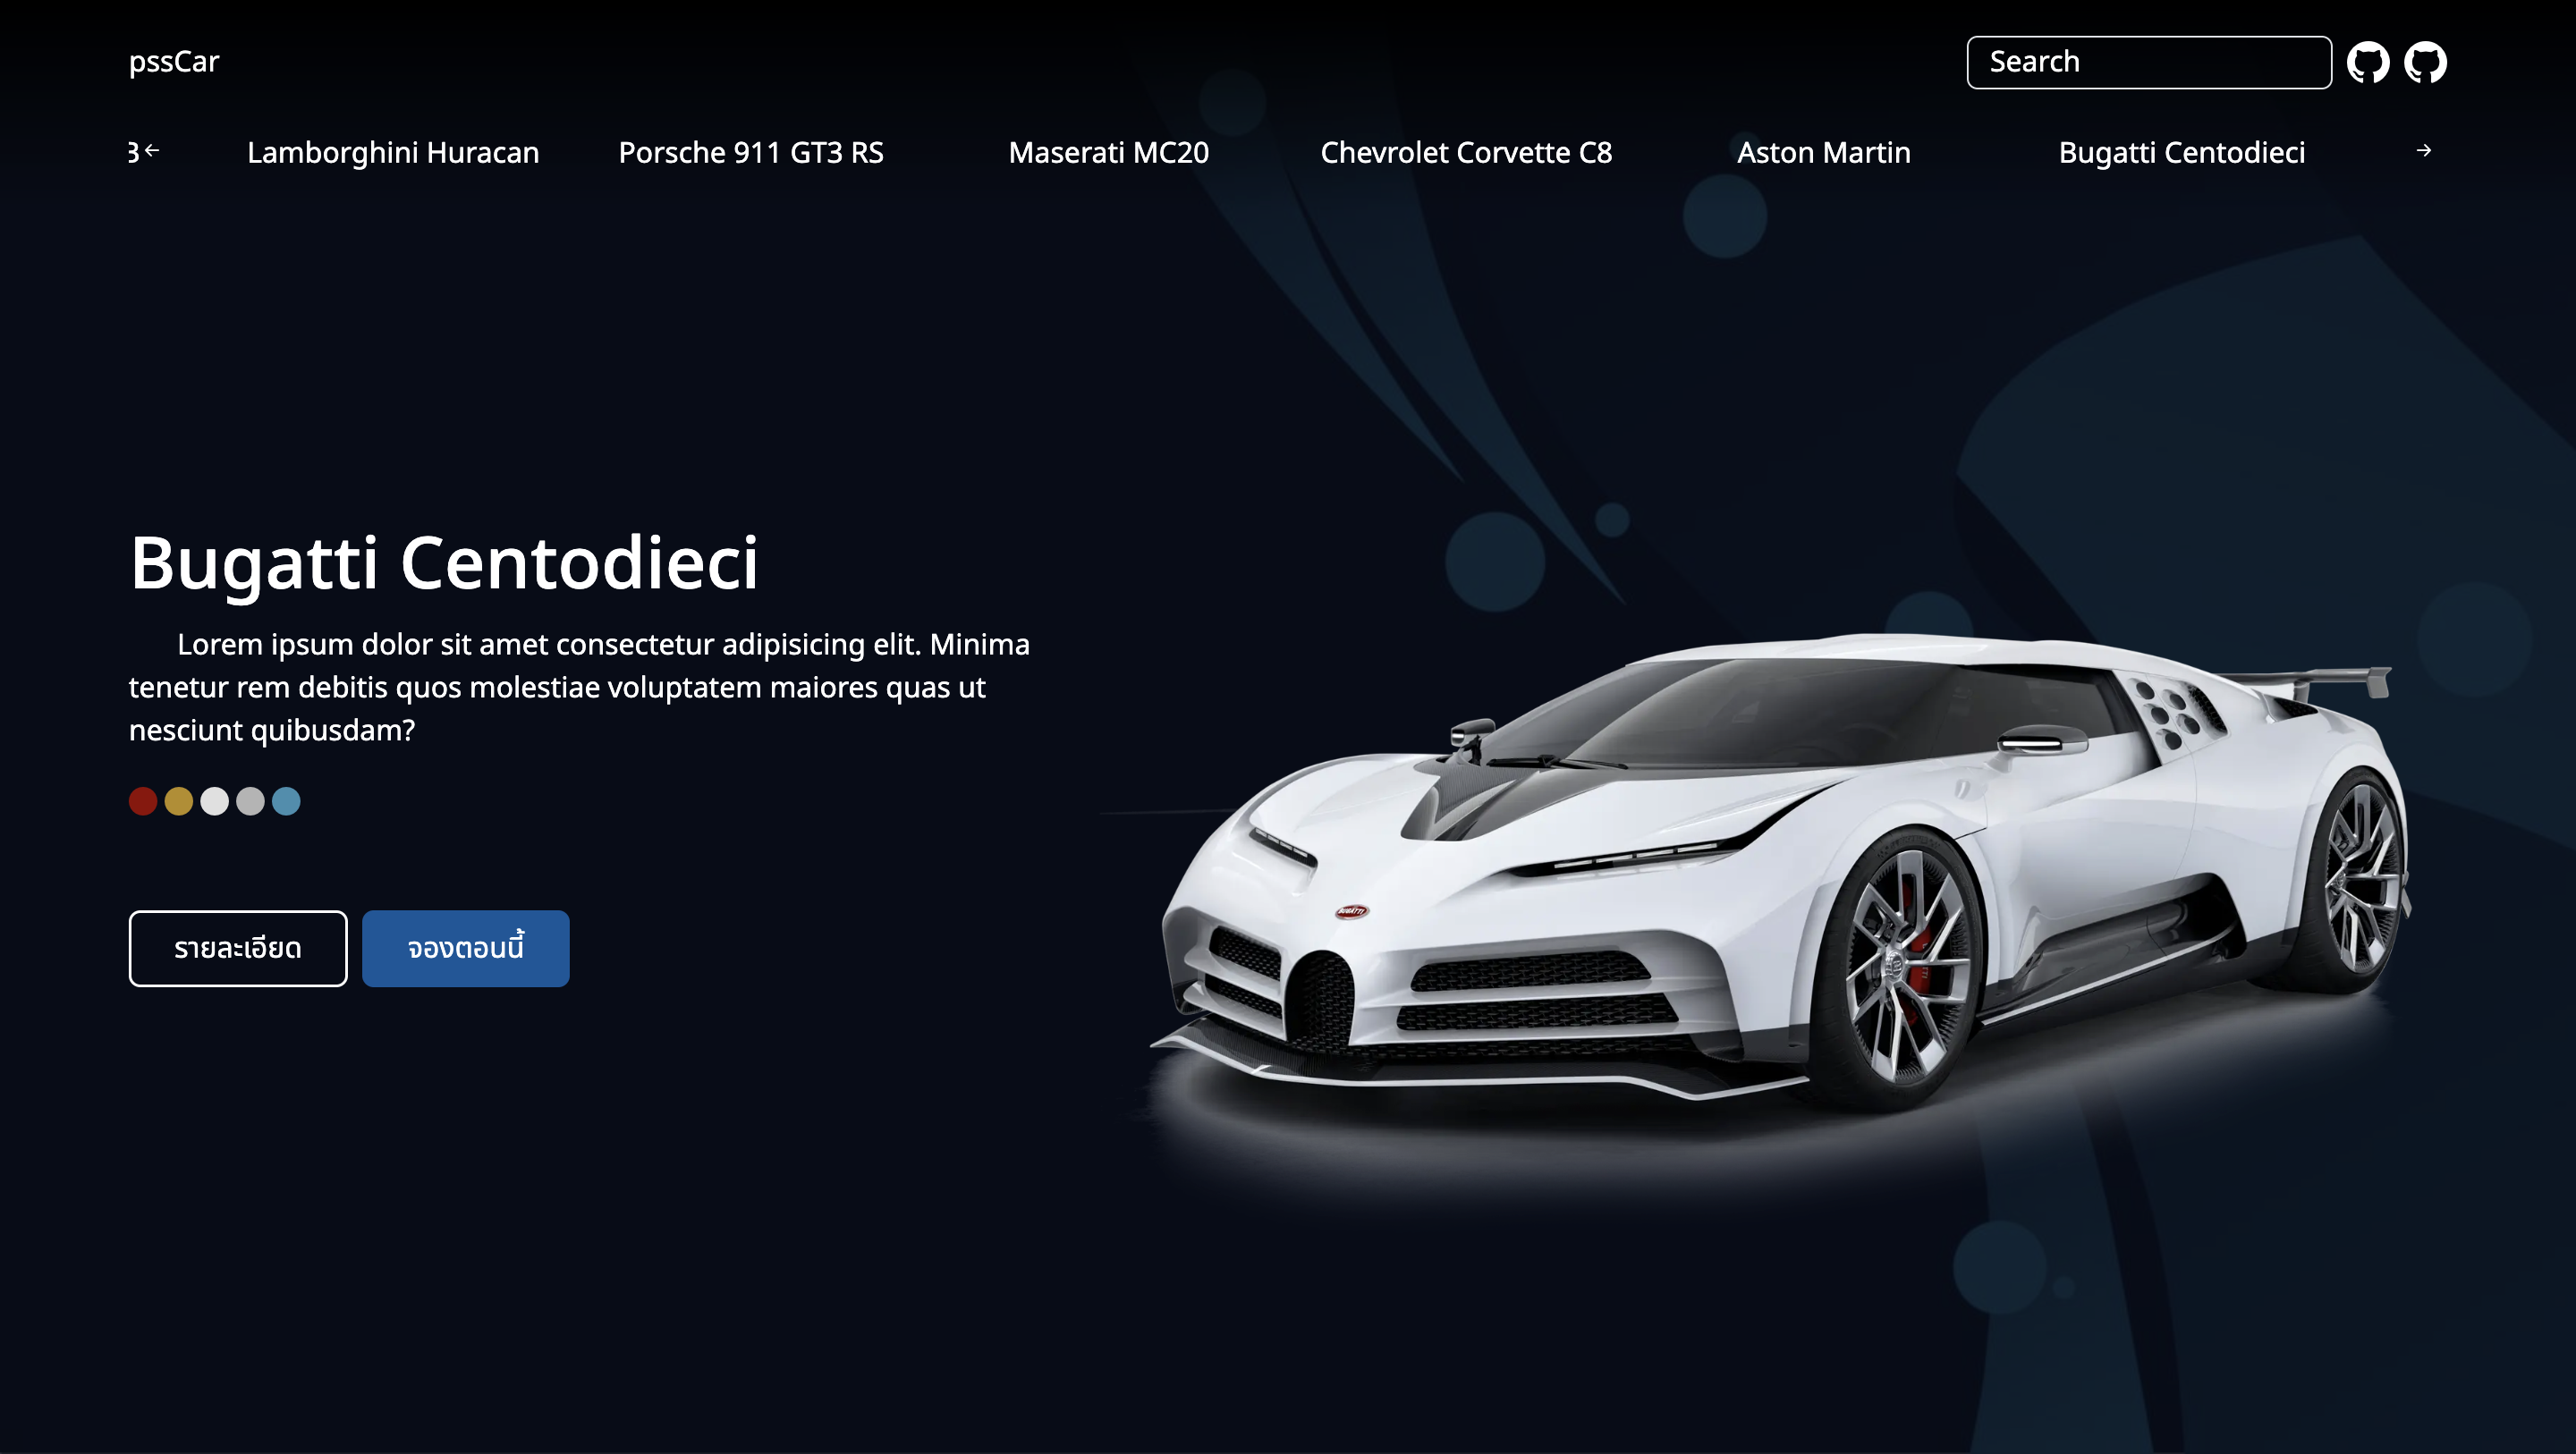 pssCar
Search
3← Lamborghini Huracan Porsche 911 GT3 RS Maserati MC20 Chevrolet Corvette C8 Aston Martin Bugatti Centodieci →
Bugatti Centodieci
Lorem ipsum dolor sit amet consectetur adipisicing elit. Minima
tenetur rem debitis quos molestiae voluptatem maiores quas ut
nesciunt quibusdam?
รายละเอียด จองตอนนี้
BUGATTI